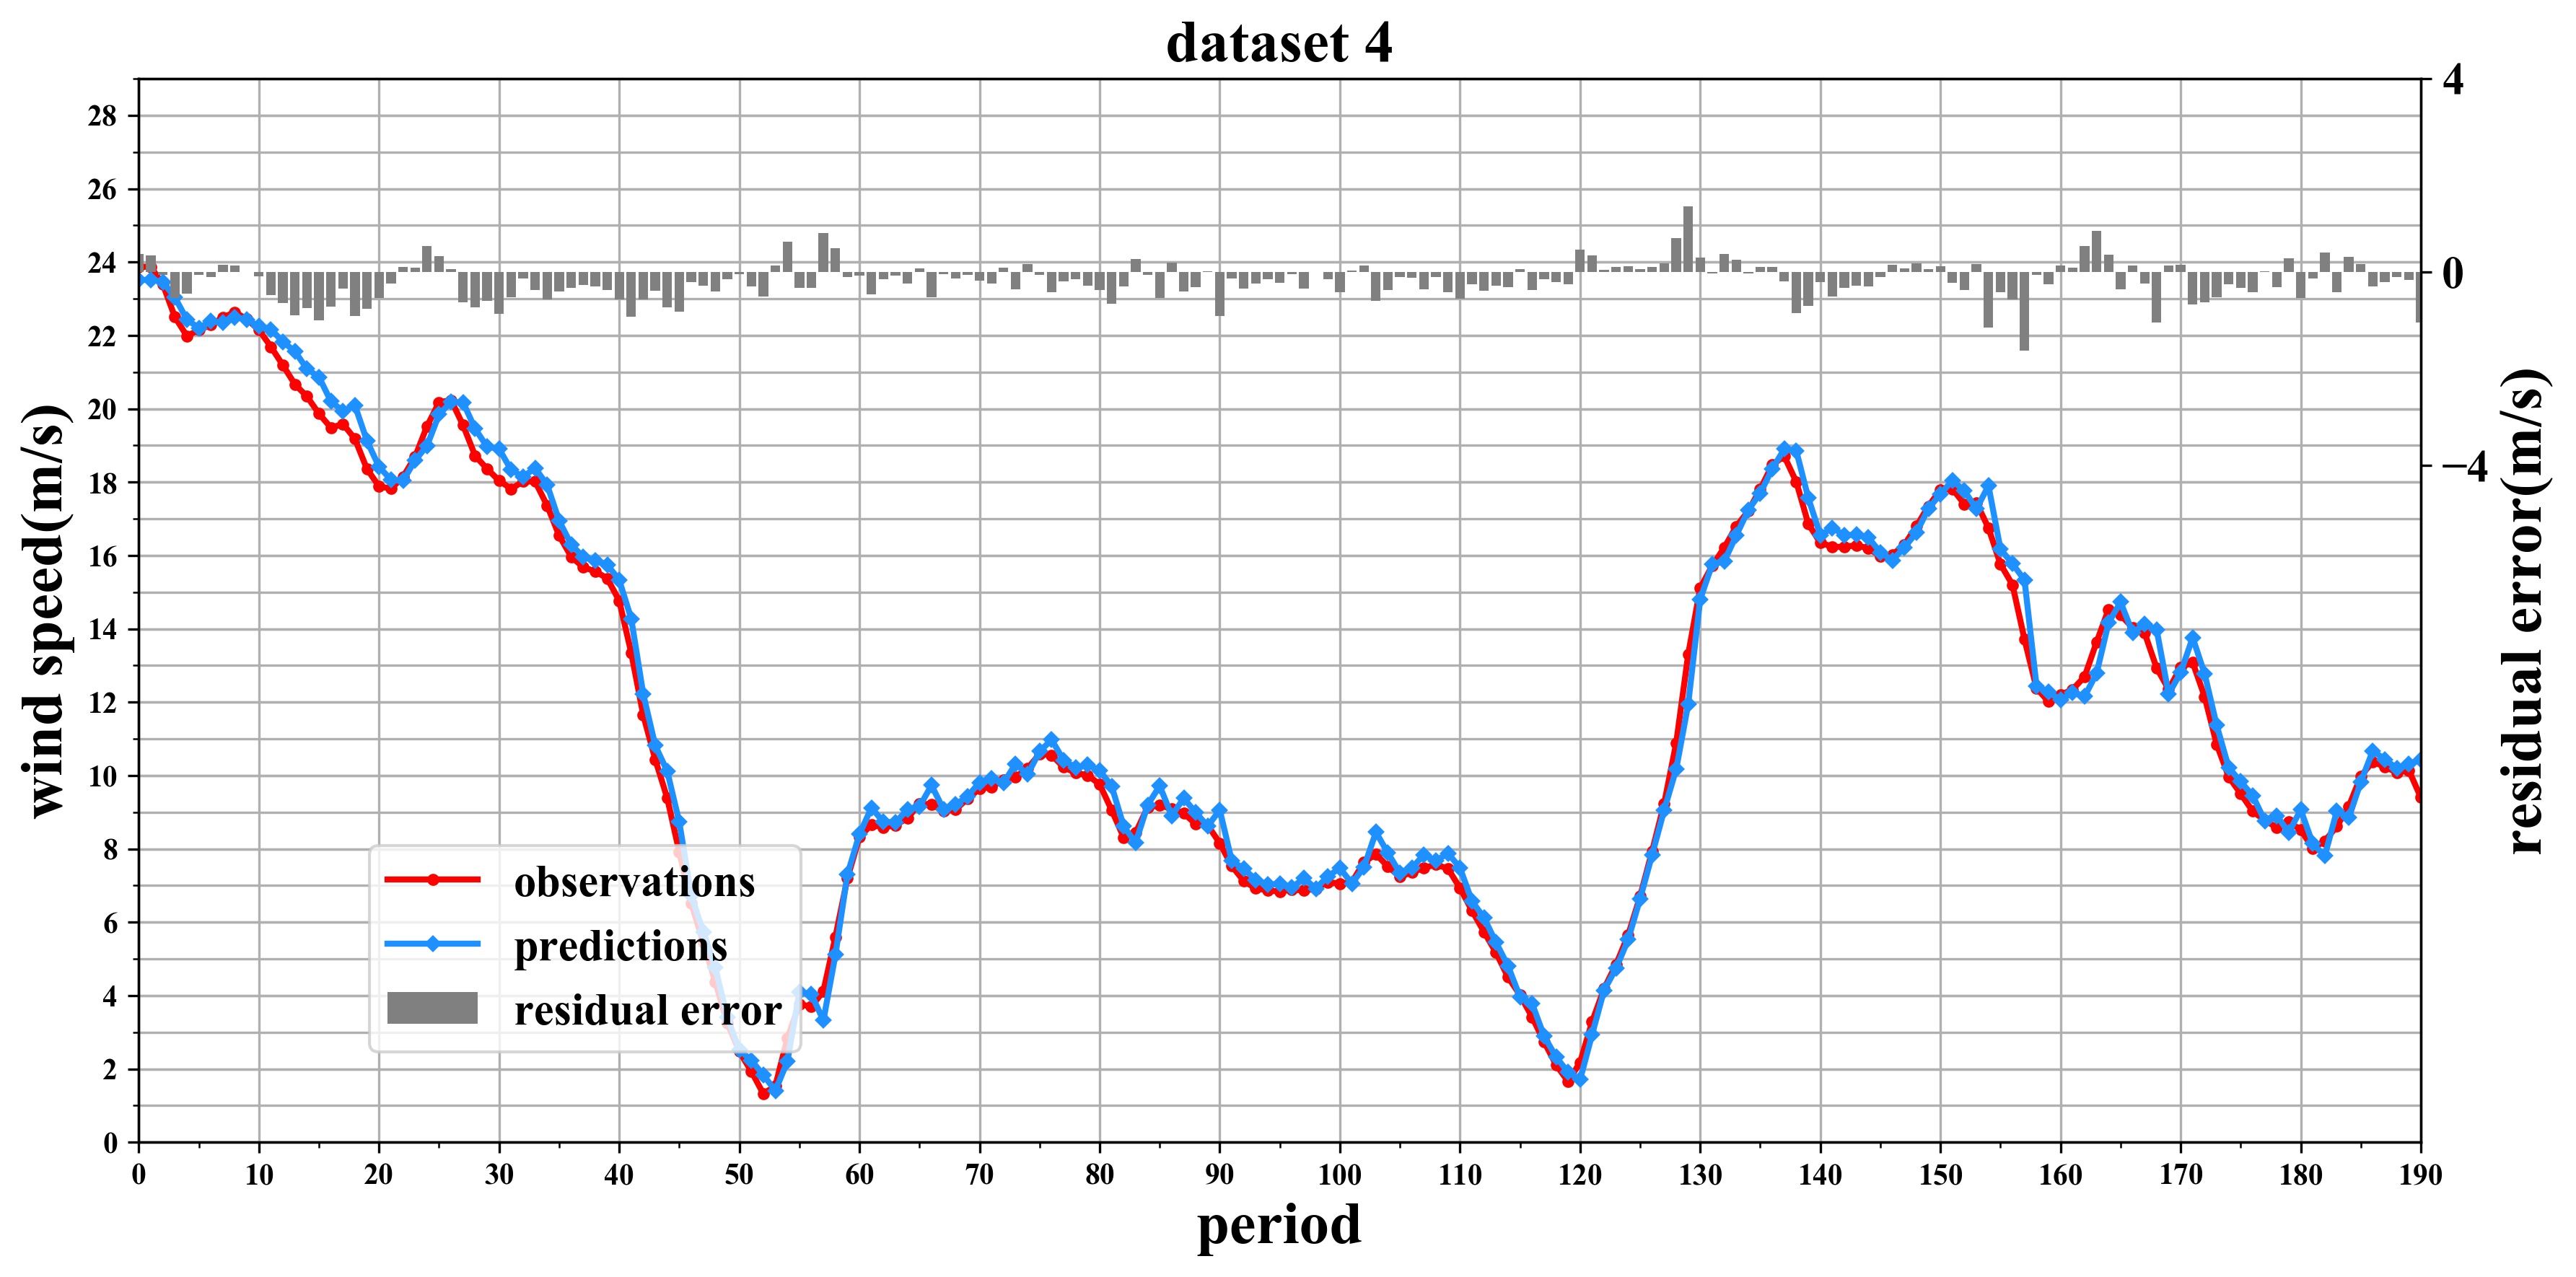 dataset 4
wind speed(m/s)
28
26
24
22
20
18
16
14
12
10
8
6
4
2
0
observations
predictions
residual error
0 10 20 30 40 50 60 70 80 90 100 110 120 130 140 150 160 170 180 190
period
4
0
−4
residual error(m/s)